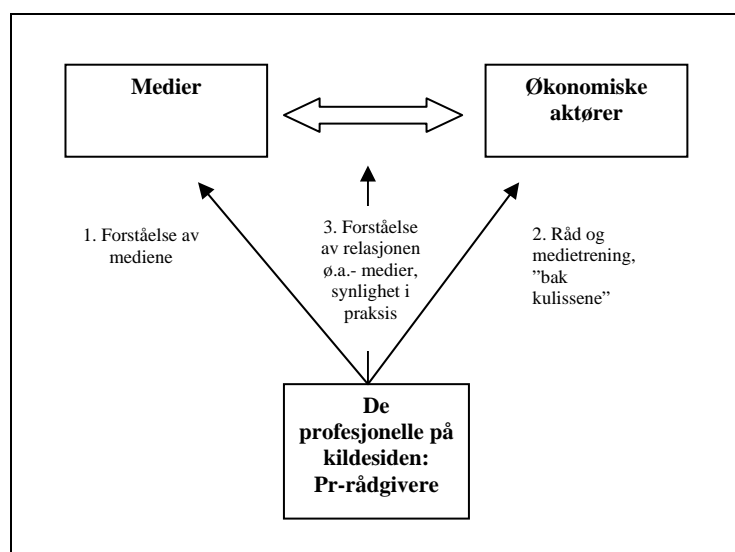 Medier
Økonomiske
aktører
1. Forståelse av
mediene
3. Forståelse
av relasjonen
ø.a.- medier,
synlighet i
praksis
2. Råd og
medietrening,
”bak
kulissene”
De
profesjonelle på
kildesiden:
Pr-rådgivere